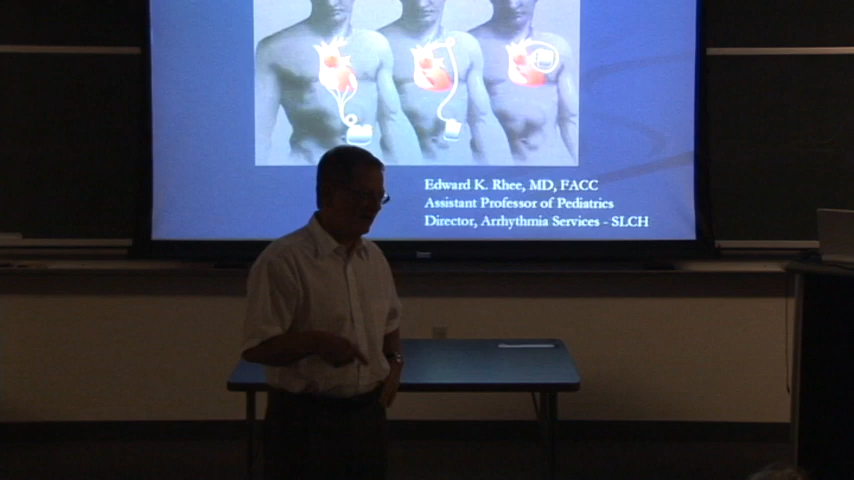 Edward K. Rhee, MD, FACC
Assistant Professor of Pediatrics
Director, Arrhythmia Services - SLCH